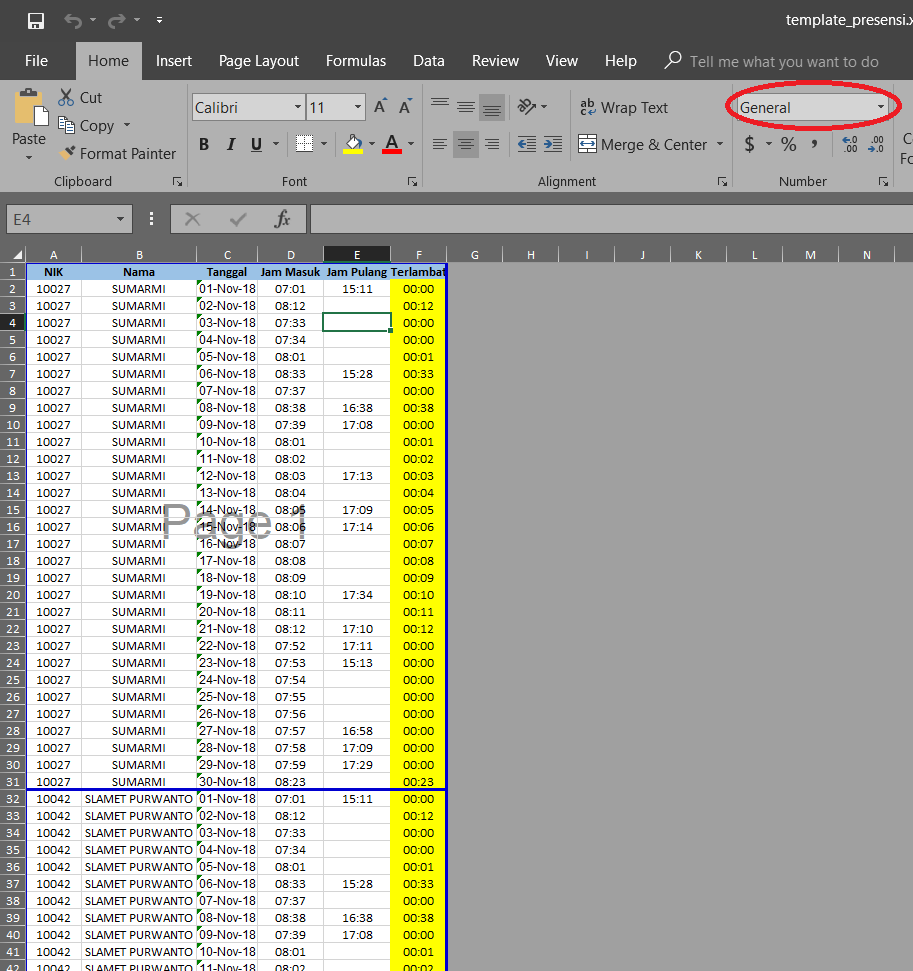 template_presensi.x
File Home Insert Page Layout Formulas Data Review View Help Tell me what you want to do
Cut
Calibri 11 Wrap Text General
Copy
Paste
Format Painter B I U A Merge & Center $ % , .00 .00
Clipboard Font Alignment Number
E4 fx
A B C D E F G H I J K L M N
1 NIK Nama Tanggal Jam Masuk Jam Pulang Terlambat
2 10027 SUMARMI 01-Nov-18 07:01 15:11 00:00
3 10027 SUMARMI 02-Nov-18 08:12 00:12
4 10027 SUMARMI 03-Nov-18 07:33 00:00
5 10027 SUMARMI 04-Nov-18 07:34 00:00
6 10027 SUMARMI 05-Nov-18 08:01 00:01
7 10027 SUMARMI 06-Nov-18 08:33 15:28 00:33
8 10027 SUMARMI 07-Nov-18 07:37 00:00
9 10027 SUMARMI 08-Nov-18 08:38 16:38 00:38
10 10027 SUMARMI 09-Nov-18 07:39 17:08 00:00
11 10027 SUMARMI 10-Nov-18 08:01 00:01
12 10027 SUMARMI 11-Nov-18 08:02 00:02
13 10027 SUMARMI 12-Nov-18 08:03 17:13 00:03
14 10027 SUMARMI 13-Nov-18 08:04 00:04
15 10027 SUMARMI 14-Nov-18 08:05 17:09 00:05
Page 1
16 10027 SUMARMI 15-Nov-18 08:06 17:14 00:06
17 10027 SUMARMI 16-Nov-18 08:07 00:07
18 10027 SUMARMI 17-Nov-18 08:08 00:08
19 10027 SUMARMI 18-Nov-18 08:09 00:09
20 10027 SUMARMI 19-Nov-18 08:10 17:34 00:10
21 10027 SUMARMI 20-Nov-18 08:11 00:11
22 10027 SUMARMI 21-Nov-18 08:12 17:10 00:12
23 10027 SUMARMI 22-Nov-18 07:52 17:11 00:00
24 10027 SUMARMI 23-Nov-18 07:53 15:13 00:00
25 10027 SUMARMI 24-Nov-18 07:54 00:00
26 10027 SUMARMI 25-Nov-18 07:55 00:00
27 10027 SUMARMI 26-Nov-18 07:56 00:00
28 10027 SUMARMI 27-Nov-18 07:57 16:58 00:00
29 10027 SUMARMI 28-Nov-18 07:58 17:09 00:00
30 10027 SUMARMI 29-Nov-18 07:59 17:29 00:00
31 10027 SUMARMI 30-Nov-18 08:23 00:23
32 10042 SLAMET PURWANTO 01-Nov-18 07:01 15:11 00:00
33 10042 SLAMET PURWANTO 02-Nov-18 08:12 00:12
34 10042 SLAMET PURWANTO 03-Nov-18 07:33 00:00
35 10042 SLAMET PURWANTO 04-Nov-18 07:34 00:00
36 10042 SLAMET PURWANTO 05-Nov-18 08:01 00:01
37 10042 SLAMET PURWANTO 06-Nov-18 08:33 15:28 00:33
38 10042 SLAMET PURWANTO 07-Nov-18 07:37 00:00
39 10042 SLAMET PURWANTO 08-Nov-18 08:38 16:38 00:38
40 10042 SLAMET PURWANTO 09-Nov-18 07:39 17:08 00:00
41 10042 SLAMET PURWANTO 10-Nov-18 08:01 00:01
42 10042 SLAMET PURWANTO 11-Nov-18 08:02 00:02